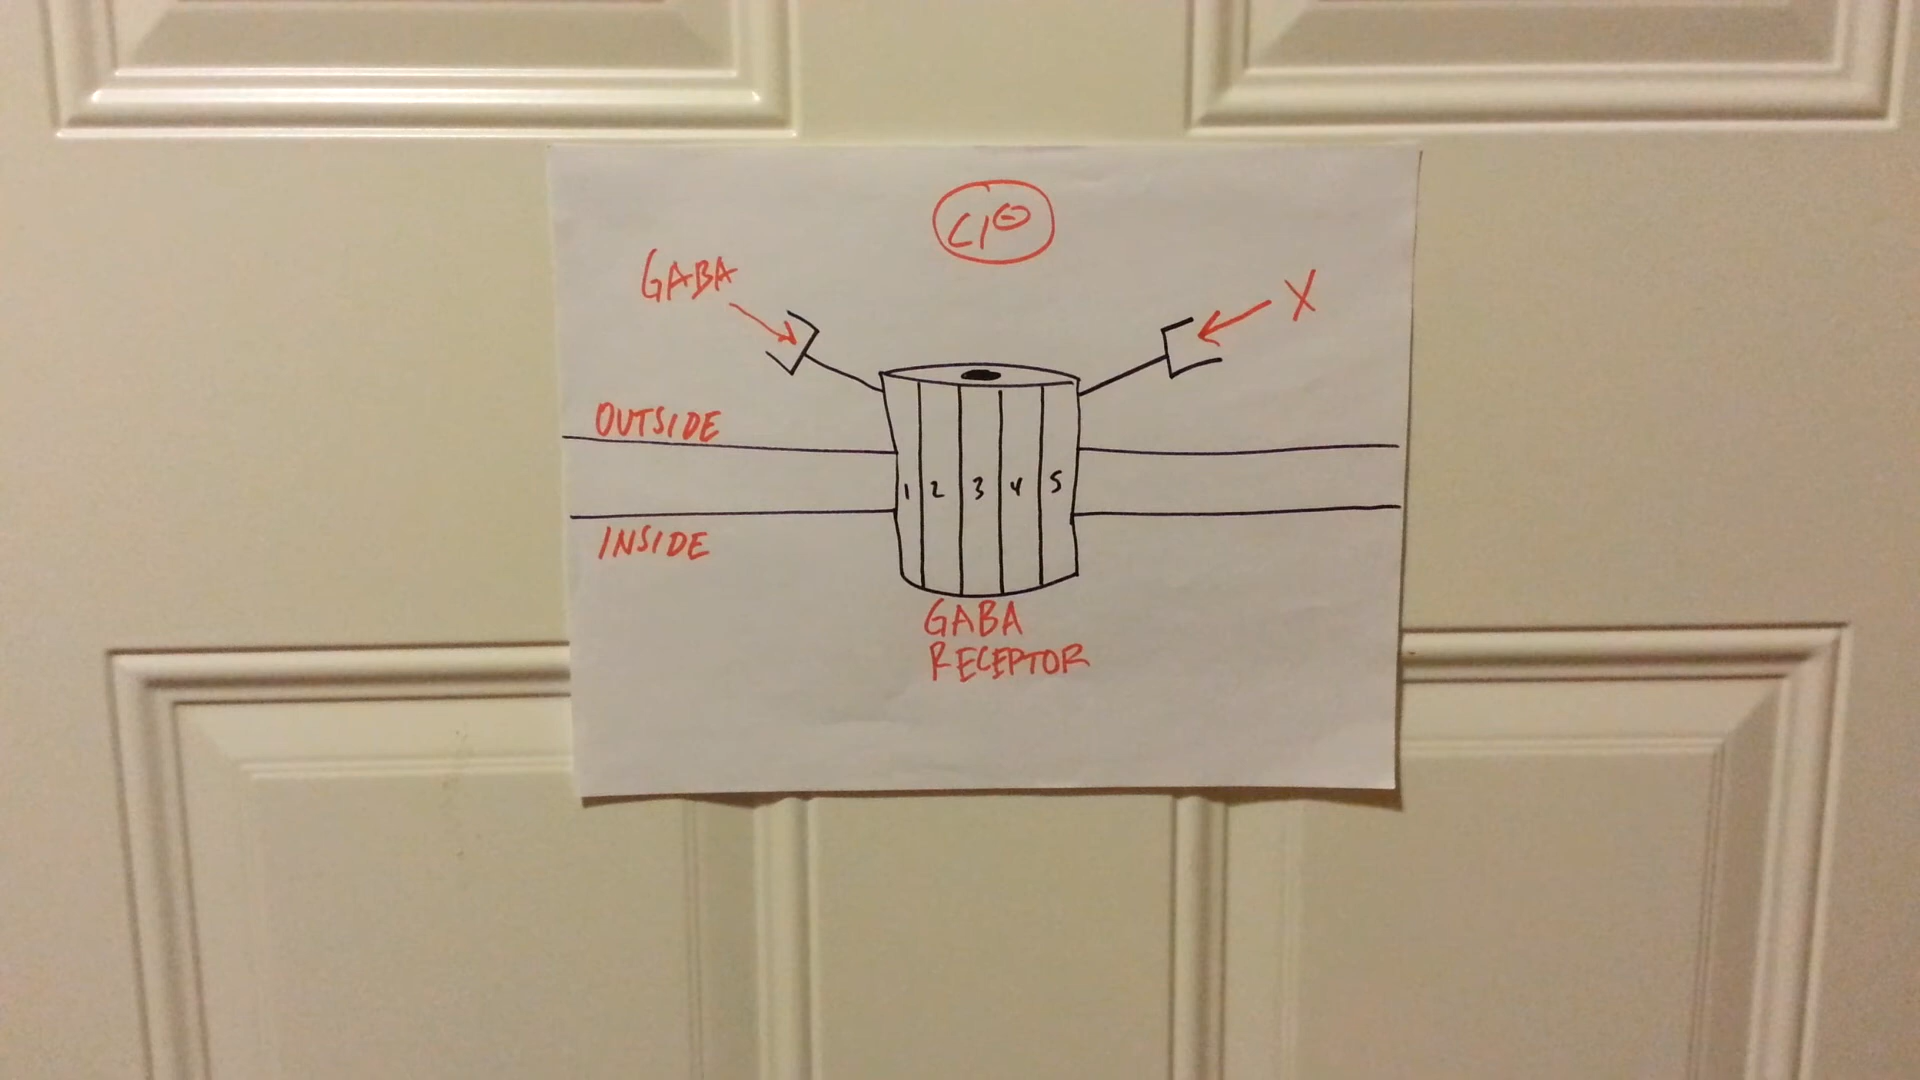 Cl⊖
GABA
X
OUTSIDE
1 2 3 4 5
INSIDE
GABA
RECEPTOR